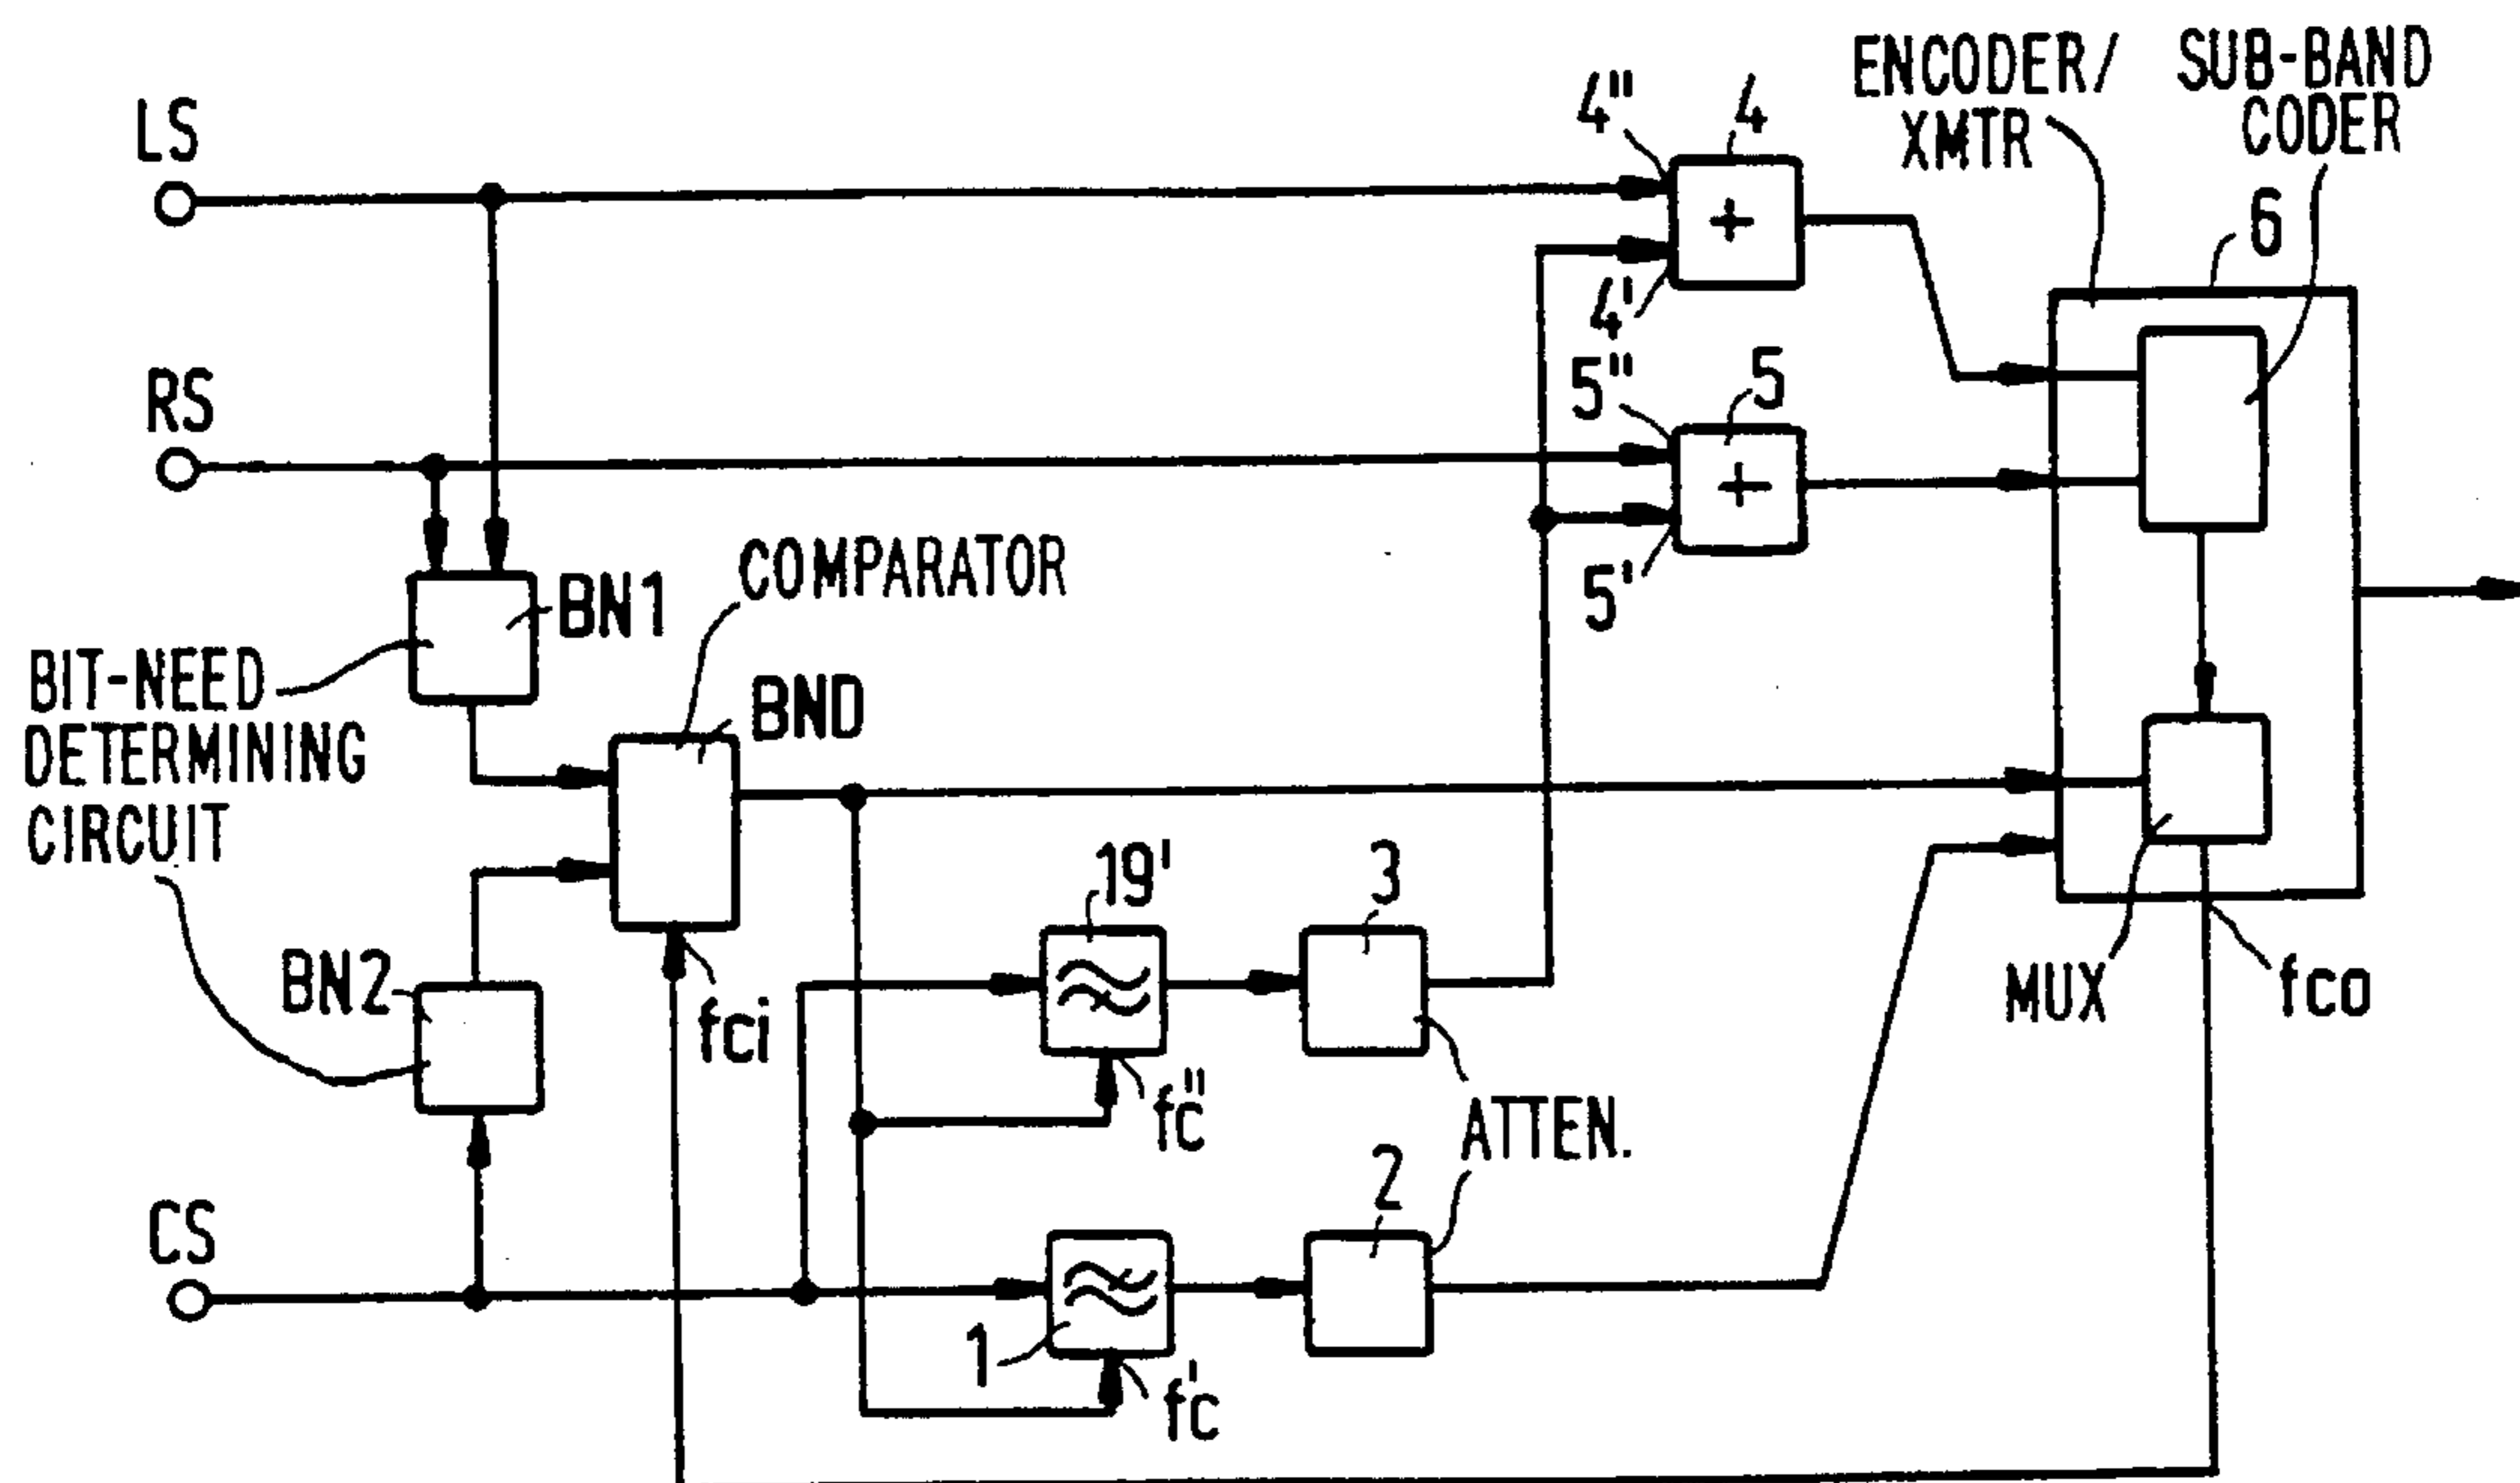 LS
4"
4
ENCODER/
XMTR
SUB-BAND
CODER
6
4'
RS
5"
5
+
+
5'
COMPARATOR
BN1
BIT-NEED
DETERMINING
CIRCUIT
BND
19'
3
BN2
fci
fc"
MUX
fco
ATTEN.
2
CS
1
fc'